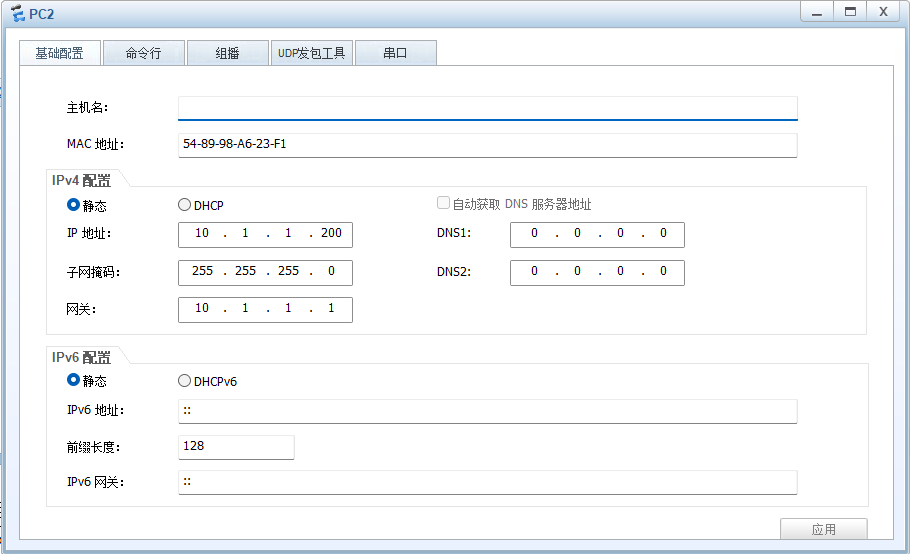 PC2
基础配置 命令行 组播 UDP发包工具 串口
主机名:
MAC 地址: 54-89-98-A6-23-F1
IPv4 配置
静态 DHCP 自动获取 DNS 服务器地址
IP 地址: 10 . 1 . 1 . 200 DNS1: 0 . 0 . 0 . 0
子网掩码: 255 . 255 . 255 . 0 DNS2: 0 . 0 . 0 . 0
网关: 10 . 1 . 1 . 1
IPv6 配置
静态 DHCPv6
IPv6 地址: ::
前缀长度: 128
IPv6 网关: ::
应用